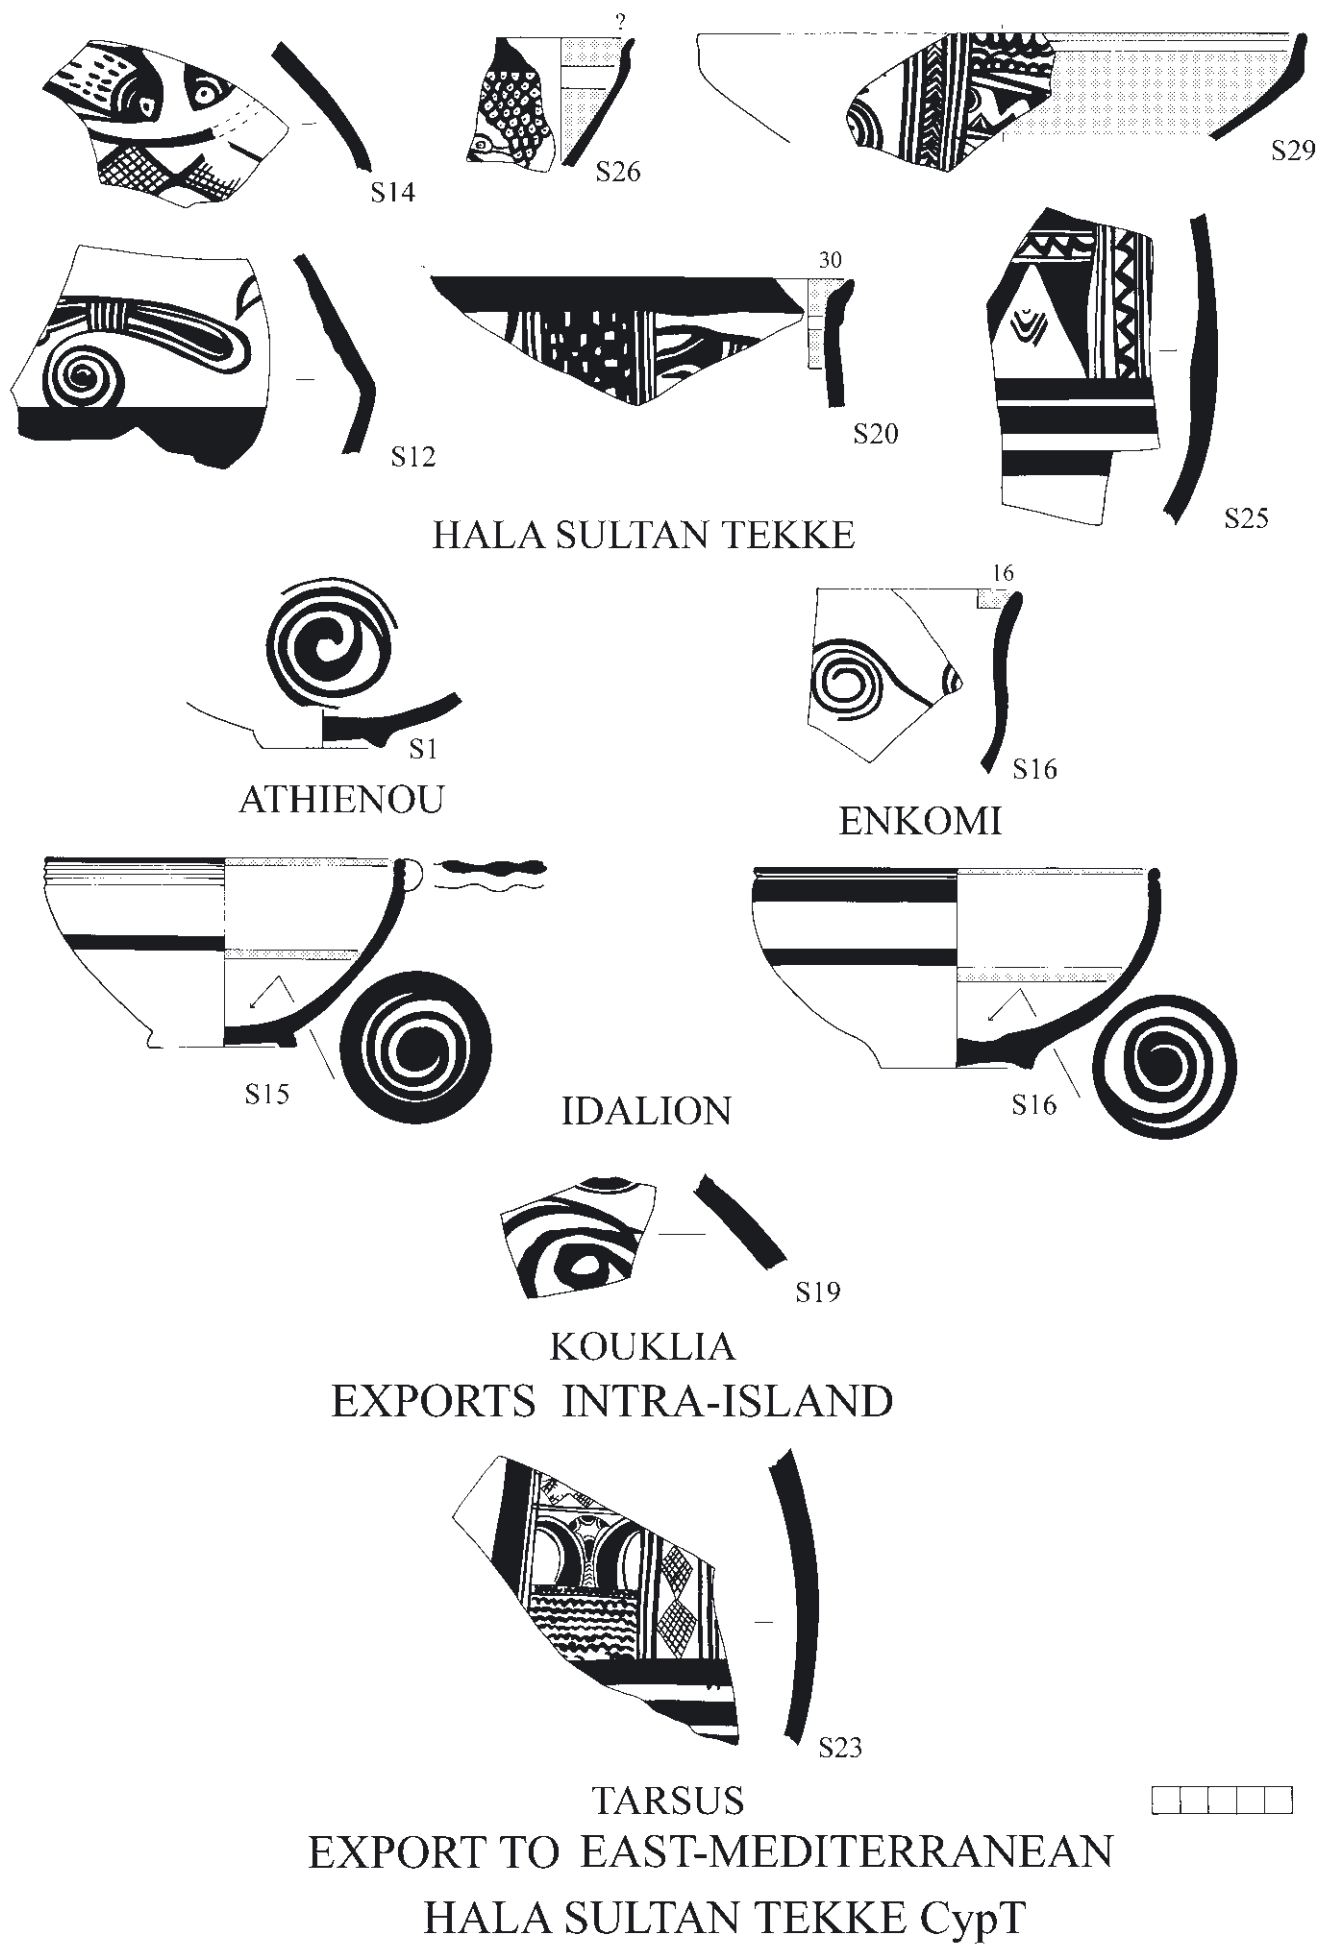 ?
S14
S26
S29
30
S12
S20
S25
HALA SULTAN TEKKE
16
S1
S16
ATHIENOU
ENKOMI
S15
S16
IDALION
S19
KOUKLIA
EXPORTS INTRA-ISLAND
S23
TARSUS
EXPORT TO EAST-MEDITERRANEAN
HALA SULTAN TEKKE CypT